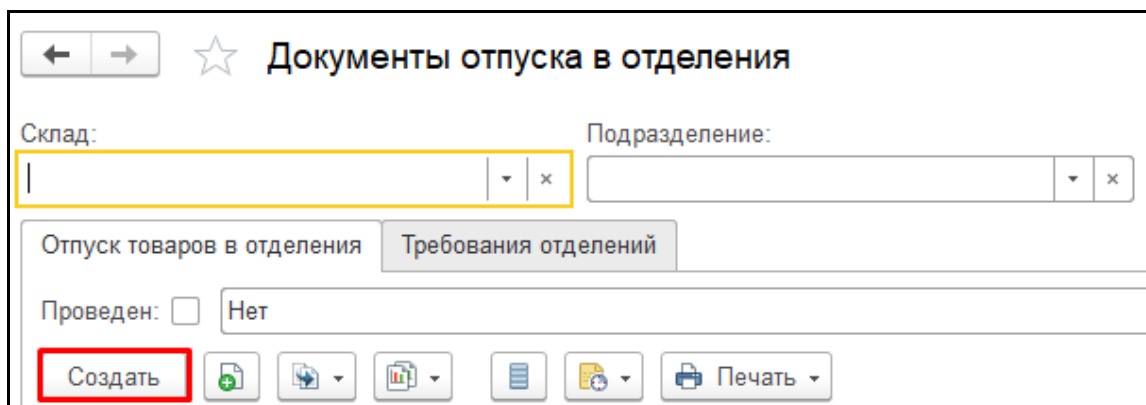 Документы отпуска в отделения
Склад: Подразделение:
Отпуск товаров в отделения Требования отделений
Проведен: Нет
Создать Печать